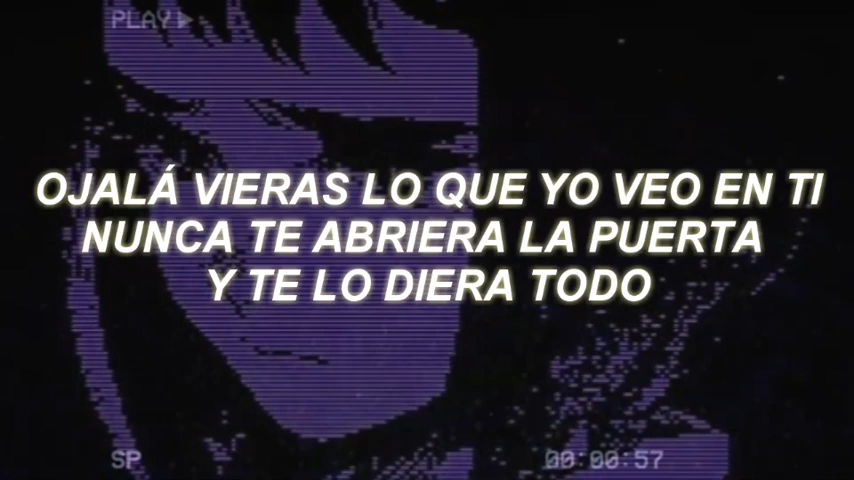 PLAY
OJALÁ VIERAS LO QUE YO VEO EN TI
NUNCA TE ABRIERA LA PUERTA
Y TE LO DIERA TODO
SP
00:00:57